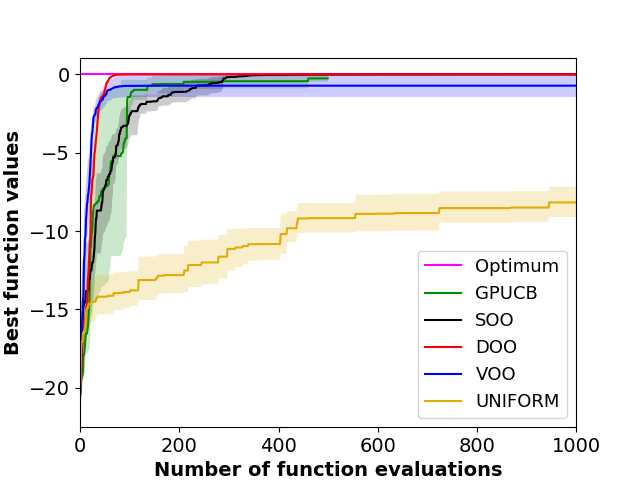 Best function values
0
−5
−10
−15
−20
Optimum
GPUCB
SOO
DOO
VOO
UNIFORM
0 200 400 600 800 1000
Number of function evaluations